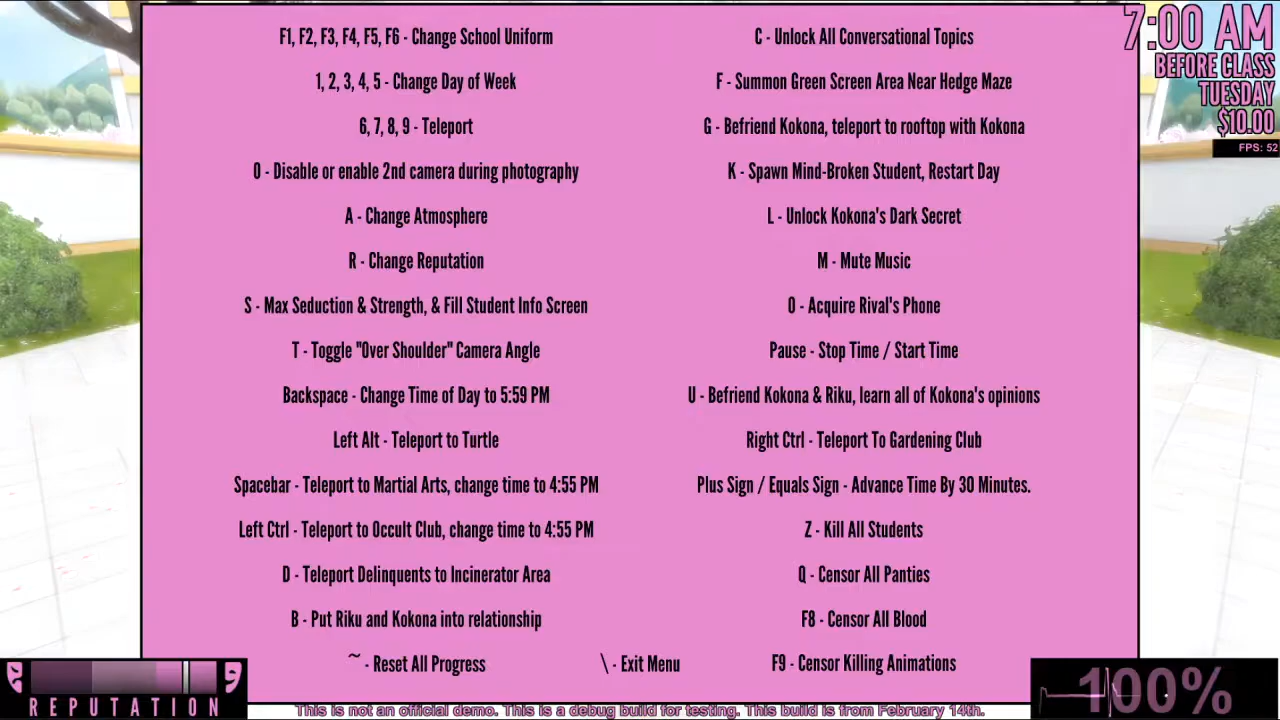 F1, F2, F3, F4, F5, F6 - Change School Uniform
1, 2, 3, 4, 5 - Change Day of Week
6, 7, 8, 9 - Teleport
0 - Disable or enable 2nd camera during photography
A - Change Atmosphere
R - Change Reputation
S - Max Seduction & Strength, & Fill Student Info Screen
T - Toggle "Over Shoulder" Camera Angle
Backspace - Change Time of Day to 5:59 PM
Left Alt - Teleport to Turtle
Spacebar - Teleport to Martial Arts, change time to 4:55 PM
Left Ctrl - Teleport to Occult Club, change time to 4:55 PM
D - Teleport Delinquents to Incinerator Area
B - Put Riku and Kokona into relationship
~ - Reset All Progress
\ - Exit Menu
C - Unlock All Conversational Topics
F - Summon Green Screen Area Near Hedge Maze
G - Befriend Kokona, teleport to rooftop with Kokona
K - Spawn Mind-Broken Student, Restart Day
L - Unlock Kokona's Dark Secret
M - Mute Music
O - Acquire Rival's Phone
Pause - Stop Time / Start Time
U - Befriend Kokona & Riku, learn all of Kokona's opinions
Right Ctrl - Teleport To Gardening Club
Plus Sign / Equals Sign - Advance Time By 30 Minutes.
Z - Kill All Students
Q - Censor All Panties
F8 - Censor All Blood
F9 - Censor Killing Animations
7:00 AM
BEFORE CLASS
TUESDAY
$10.00
FPS: 52
REPUTATION
100%
This is not an official demo. This is a debug build for testing. This build is from February 14th.